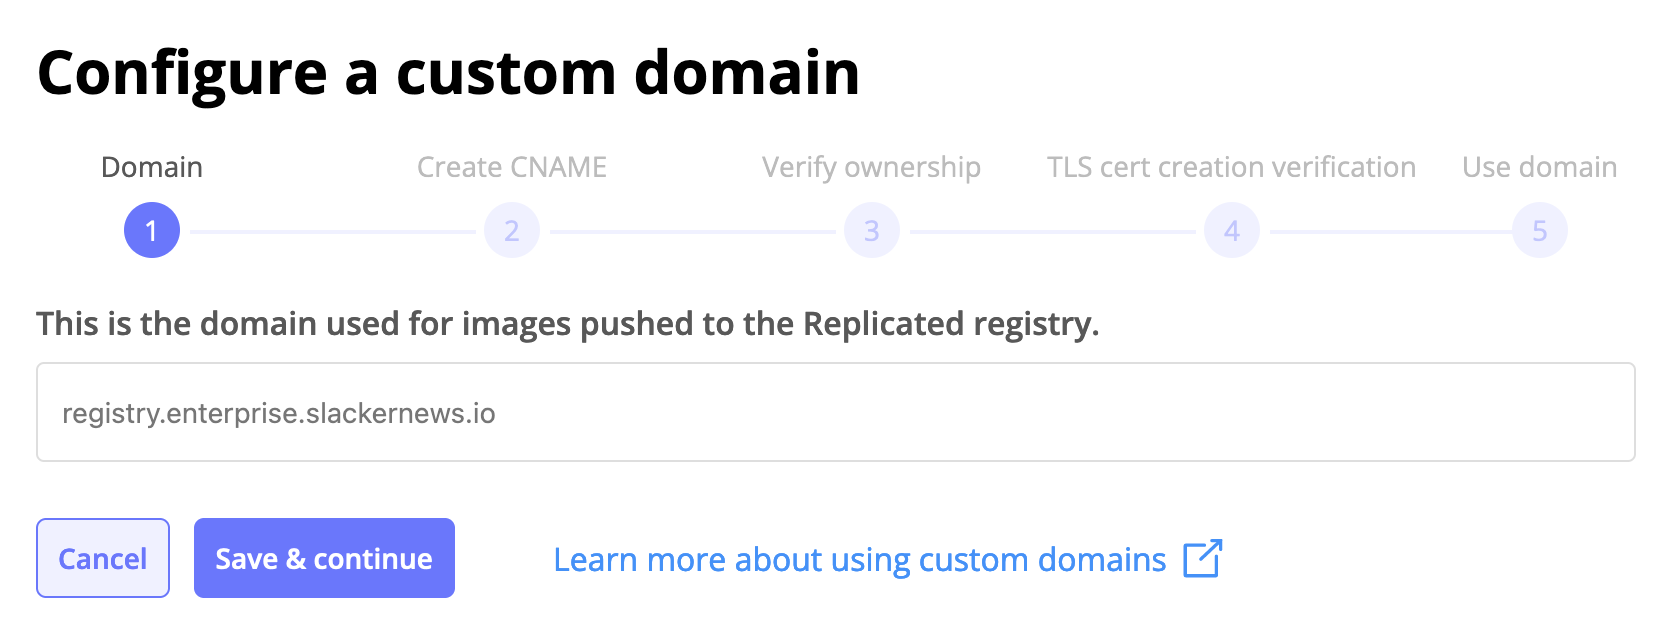 Configure a custom domain
Domain
Create CNAME
Verify ownership
TLS cert creation verification
Use domain
1
2
3
4
5
This is the domain used for images pushed to the Replicated registry.
registry.enterprise.slackernews.io
Cancel
Save & continue
Learn more about using custom domains